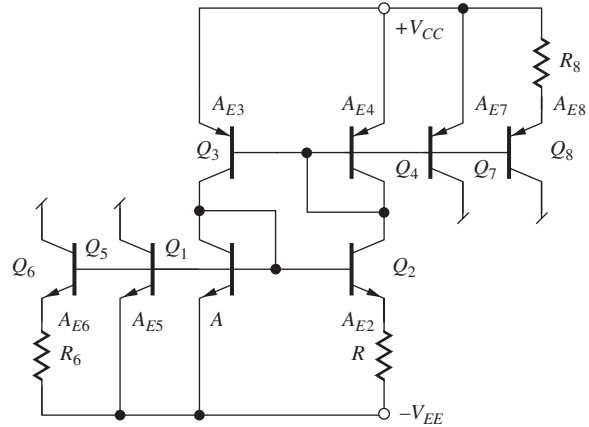 +V_CC
R_8
A_E3
A_E4
A_E7
A_E8
Q_3
Q_4
Q_7
Q_8
Q_6
Q_5
Q_1
Q_2
A_E6
A_E5
A
A_E2
R_6
R
−V_EE